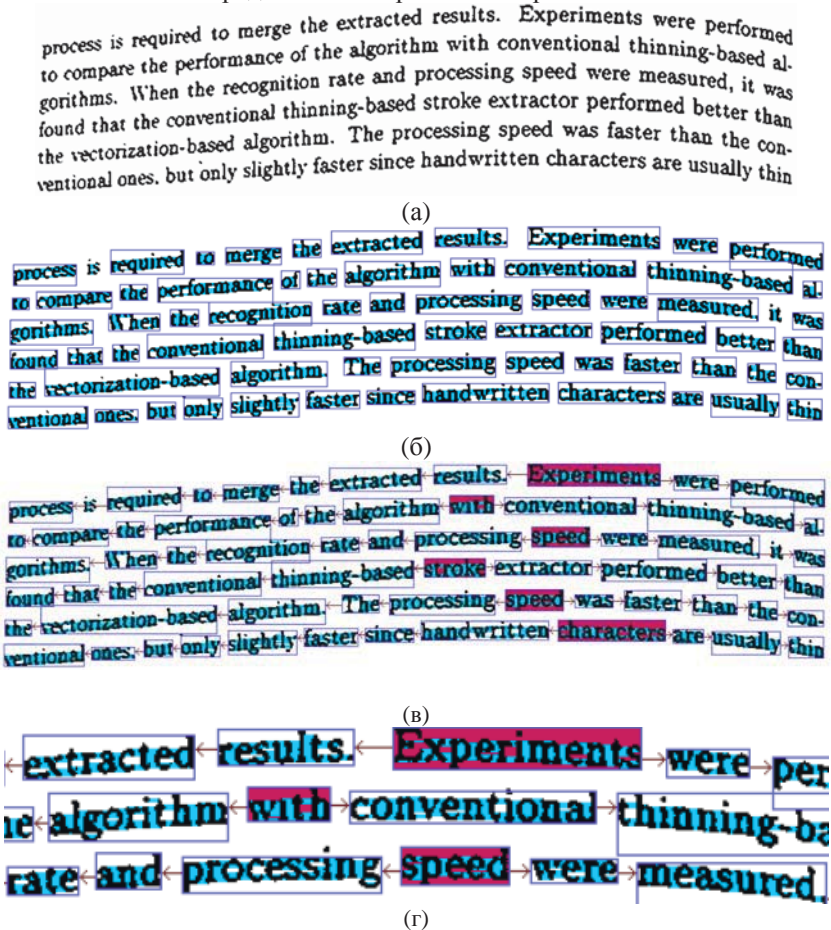 process is required to merge the extracted results. Experiments were performed
to compare the performance of the algorithm with conventional thinning-based al-
gorithms. When the recognition rate and processing speed were measured, it was
found that the conventional thinning-based stroke extractor performed better than
the vectorization-based algorithm. The processing speed was faster than the con-
ventional ones. but only slightly faster since handwritten characters are usually thin
(а)
process is required to merge the extracted results. Experiments were performed
to compare the performance of the algorithm with conventional thinning-based al-
gorithms. When the recognition rate and processing speed were measured, it was
found that the conventional thinning-based stroke extractor performed better than
the vectorization-based algorithm. The processing speed was faster than the con-
ventional ones. but only slightly faster since handwritten characters are usually thin
(б)
process is required to merge the extracted results. Experiments were performed
to compare the performance of the algorithm with conventional thinning-based al-
gorithms. When the recognition rate and processing speed were measured, it was
found that the conventional thinning-based stroke extractor performed better than
the vectorization-based algorithm. The processing speed was faster than the con-
ventional ones. but only slightly faster since handwritten characters are usually thin
(в)
extracted results. Experiments were per
algorithm with conventional thinning-ba
rate and processing speed were measured,
(г)